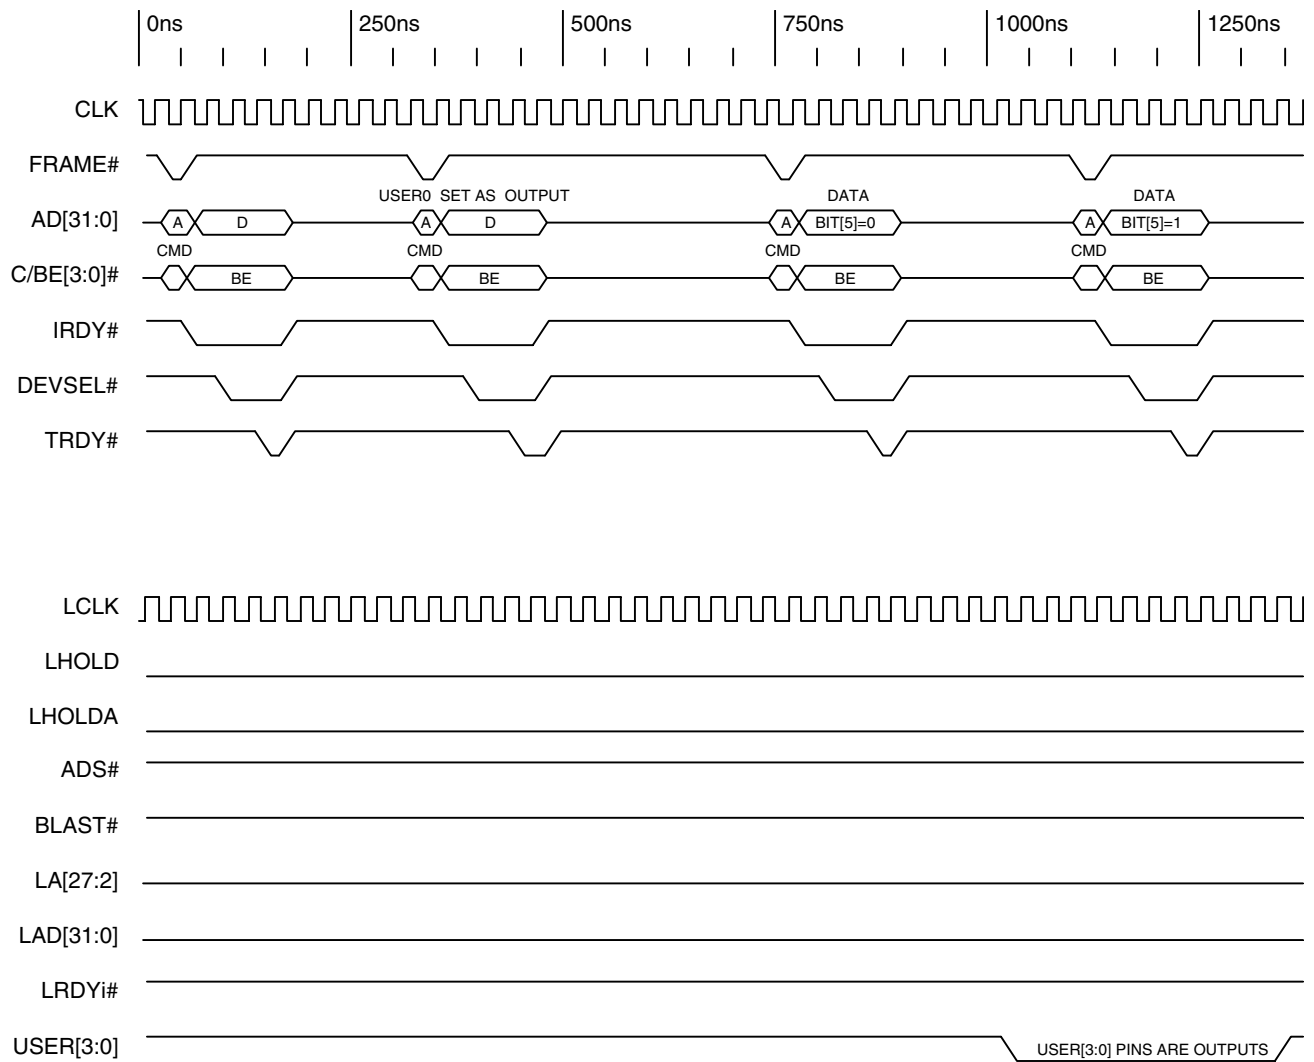 0ns 250ns 500ns 750ns 1000ns 1250ns
CLK
FRAME#
USER0 SET AS OUTPUT DATA DATA
AD[31:0] A D A D A BIT[5]=0 A BIT[5]=1
CMD CMD CMD CMD
C/BE[3:0]# BE BE BE BE
IRDY#
DEVSEL#
TRDY#
LCLK
LHOLD
LHOLDA
ADS#
BLAST#
LA[27:2]
LAD[31:0]
LRDYi#
USER[3:0] USER[3:0] PINS ARE OUTPUTS